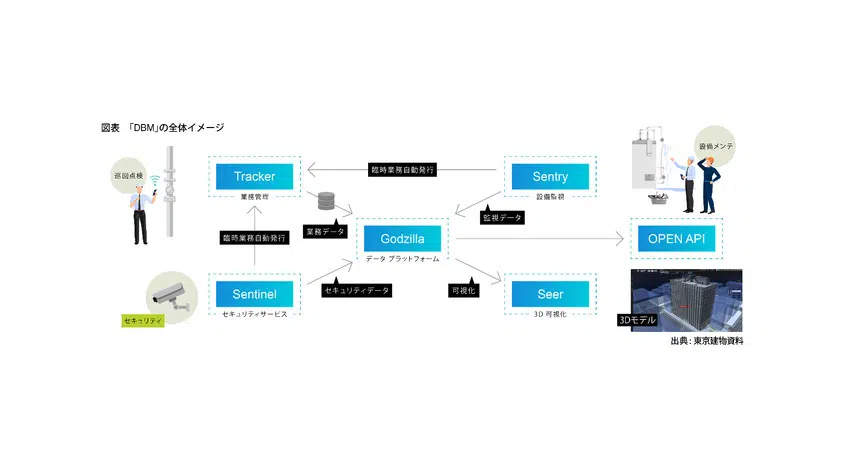 図表 「DBM」の全体イメージ
巡回点検
Tracker
業務管理
臨時業務自動発行
Sentry
設備監視
設備メンテ
業務データ
監視データ
臨時業務自動発行
Godzilla
データ プラットフォーム
OPEN API
Sentinel
セキュリティサービス
セキュリティデータ
可視化
Seer
3D 可視化
セキュリティ
3Dモデル
出典：東京建物資料